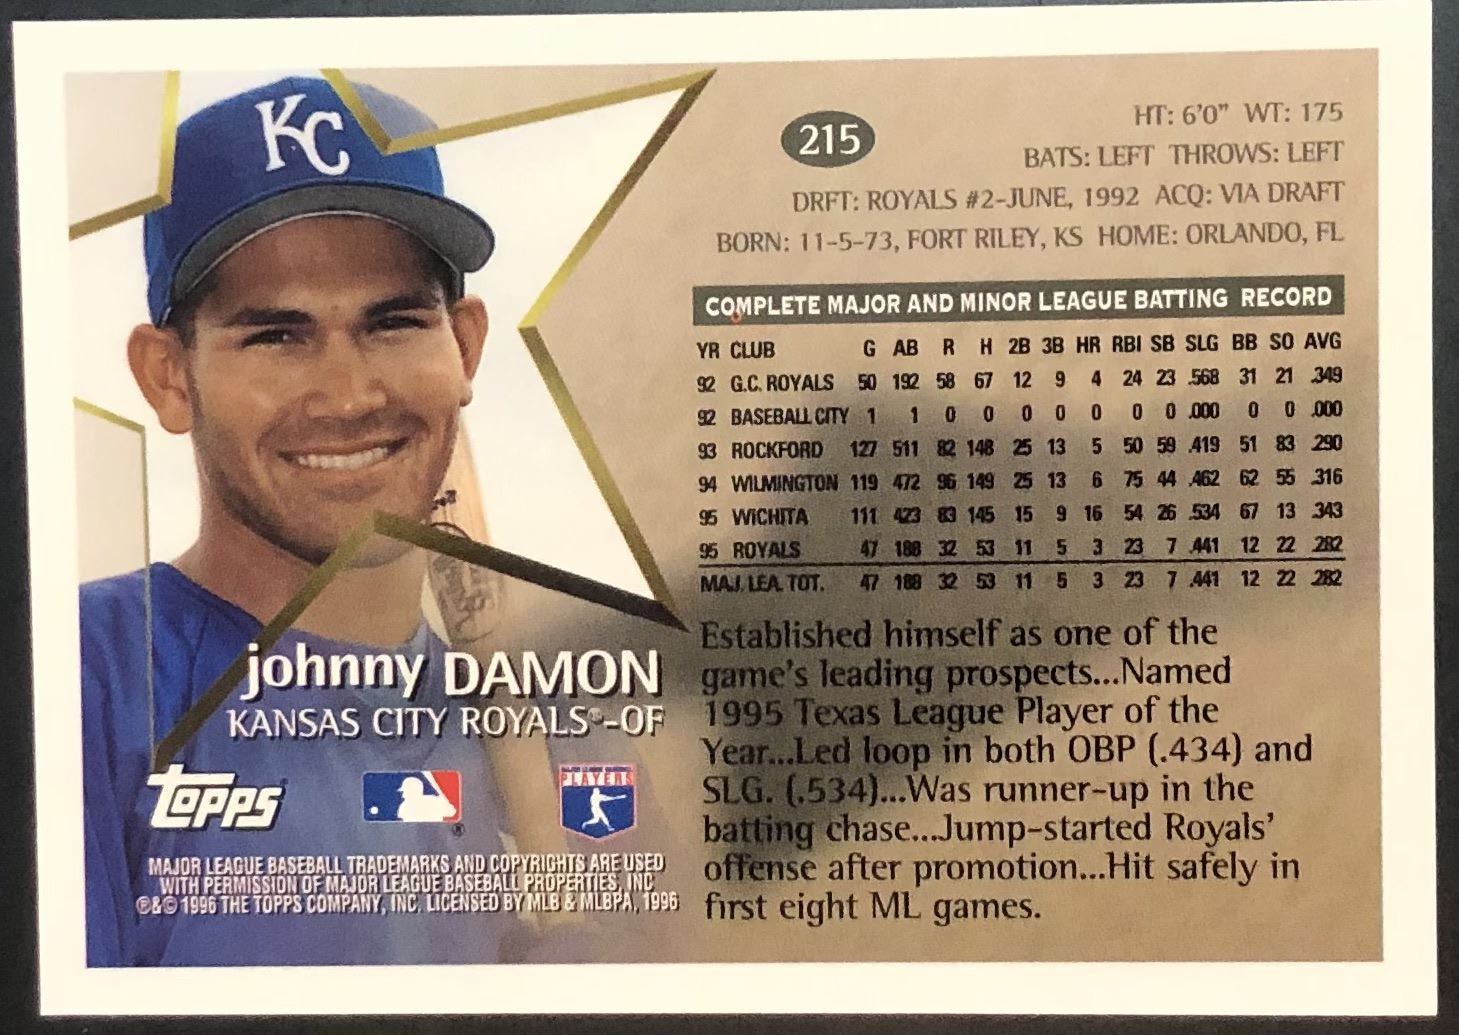 KC
215
HT: 6'0" WT: 175
BATS: LEFT THROWS: LEFT
DRFT: ROYALS #2-JUNE, 1992 ACQ: VIA DRAFT
BORN: 11-5-73, FORT RILEY, KS HOME: ORLANDO, FL
COMPLETE MAJOR AND MINOR LEAGUE BATTING RECORD
YR CLUB G AB R H 2B 3B HR RBI SB SLG BB SO AVG
92 G.C. ROYALS 50 192 58 67 12 9 4 24 23 .568 31 21 .349
92 BASEBALL CITY 1 1 0 0 0 0 0 0 0 .000 0 0 .000
93 ROCKFORD 127 511 82 148 25 13 5 50 59 .419 51 83 .290
94 WILMINGTON 119 472 96 149 25 13 6 75 44 .462 62 55 .316
95 WICHITA 111 423 83 145 15 9 16 54 26 .534 67 13 .343
95 ROYALS 47 188 32 53 11 5 3 23 7 .441 12 22 .282
MAJ. LEA. TOT. 47 188 32 53 11 5 3 23 7 .441 12 22 .282
Established himself as one of the
game's leading prospects...Named
1995 Texas League Player of the
Year...Led loop in both OBP (.434) and
SLG. (.534)...Was runner-up in the
batting chase...Jump-started Royals'
offense after promotion...Hit safely in
first eight ML games.
johnny DAMON
KANSAS CITY ROYALS®-OF
Topps
PLAYERS
MAJOR LEAGUE BASEBALL TRADEMARKS AND COPYRIGHTS ARE USED
WITH PERMISSION OF MAJOR LEAGUE BASEBALL PROPERTIES, INC
®&© 1996 THE TOPPS COMPANY, INC. LICENSED BY MLB & MLBPA, 1996